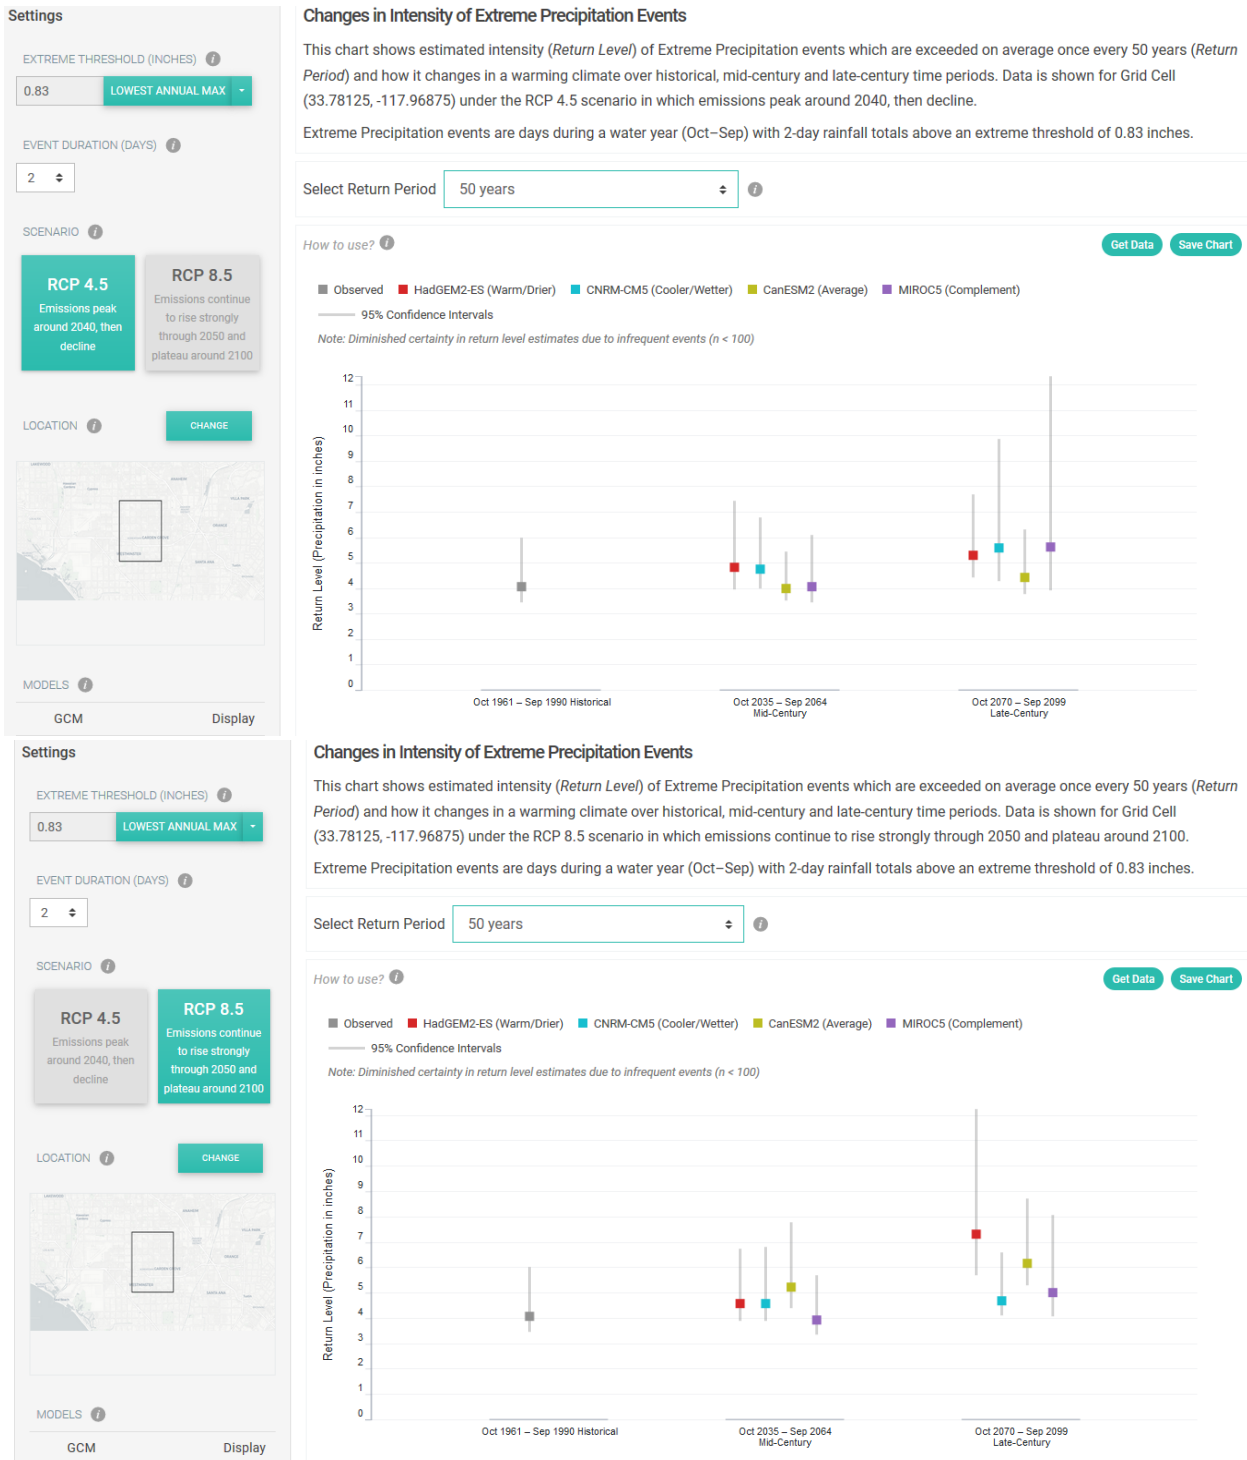 Settings
EXTREME THRESHOLD (INCHES) i
0.83 LOWEST ANNUAL MAX
EVENT DURATION (DAYS) i
2
SCENARIO i
RCP 4.5
Emissions peak
around 2040, then
decline
RCP 8.5
Emissions continue
to rise strongly
through 2050 and
plateau around 2100
LOCATION i CHANGE
MODELS i
GCM Display
Changes in Intensity of Extreme Precipitation Events
This chart shows estimated intensity (Return Level) of Extreme Precipitation events which are exceeded on average once every 50 years (Return
Period) and how it changes in a warming climate over historical, mid-century and late-century time periods. Data is shown for Grid Cell
(33.78125, -117.96875) under the RCP 4.5 scenario in which emissions peak around 2040, then decline.
Extreme Precipitation events are days during a water year (Oct–Sep) with 2-day rainfall totals above an extreme threshold of 0.83 inches.
Select Return Period 50 years i
How to use? i Get Data Save Chart
Observed HadGEM2-ES (Warm/Drier) CNRM-CM5 (Cooler/Wetter) CanESM2 (Average) MIROC5 (Complement)
95% Confidence Intervals
Note: Diminished certainty in return level estimates due to infrequent events (n < 100)
Return Level (Precipitation in inches)
12
11
10
9
8
7
6
5
4
3
2
1
0
Oct 1961 – Sep 1990 Historical
Oct 2035 – Sep 2064
Mid-Century
Oct 2070 – Sep 2099
Late-Century
Settings
EXTREME THRESHOLD (INCHES) i
0.83 LOWEST ANNUAL MAX
EVENT DURATION (DAYS) i
2
SCENARIO i
RCP 4.5
Emissions peak
around 2040, then
decline
RCP 8.5
Emissions continue
to rise strongly
through 2050 and
plateau around 2100
LOCATION i CHANGE
MODELS i
GCM Display
Changes in Intensity of Extreme Precipitation Events
This chart shows estimated intensity (Return Level) of Extreme Precipitation events which are exceeded on average once every 50 years (Return
Period) and how it changes in a warming climate over historical, mid-century and late-century time periods. Data is shown for Grid Cell
(33.78125, -117.96875) under the RCP 8.5 scenario in which emissions continue to rise strongly through 2050 and plateau around 2100.
Extreme Precipitation events are days during a water year (Oct–Sep) with 2-day rainfall totals above an extreme threshold of 0.83 inches.
Select Return Period 50 years i
How to use? i Get Data Save Chart
Observed HadGEM2-ES (Warm/Drier) CNRM-CM5 (Cooler/Wetter) CanESM2 (Average) MIROC5 (Complement)
95% Confidence Intervals
Note: Diminished certainty in return level estimates due to infrequent events (n < 100)
Return Level (Precipitation in inches)
12
11
10
9
8
7
6
5
4
3
2
1
0
Oct 1961 – Sep 1990 Historical
Oct 2035 – Sep 2064
Mid-Century
Oct 2070 – Sep 2099
Late-Century